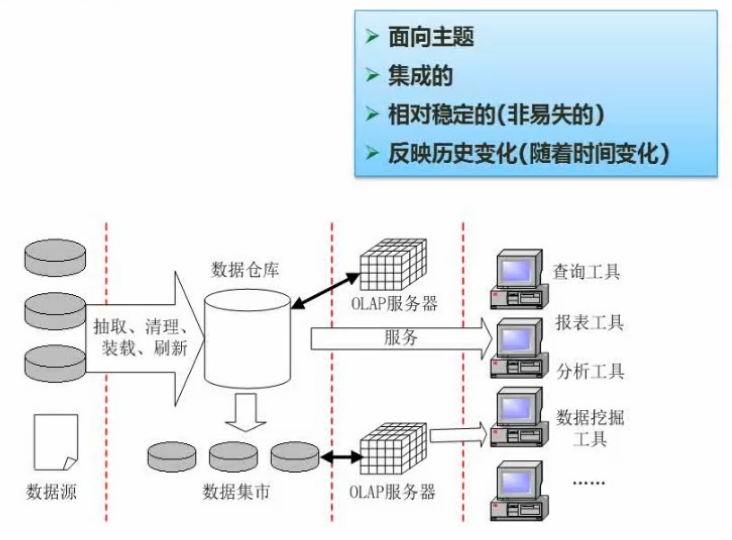 面向主题
集成的
相对稳定的(非易失的)
反映历史变化(随着时间变化)
数据仓库
OLAP服务器
查询工具
抽取、清理、
装载、刷新
服务
报表工具
分析工具
数据挖掘
工具
数据源
数据集市
OLAP服务器
……